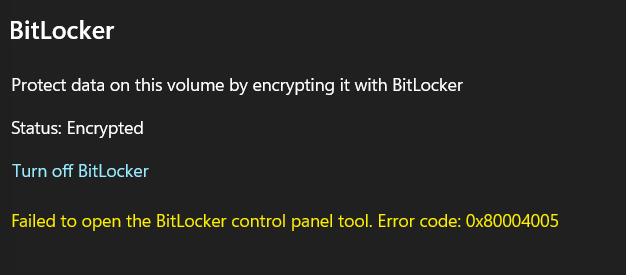 BitLocker
Protect data on this volume by encrypting it with BitLocker
Status: Encrypted
Turn off BitLocker
Failed to open the BitLocker control panel tool. Error code: 0x80004005